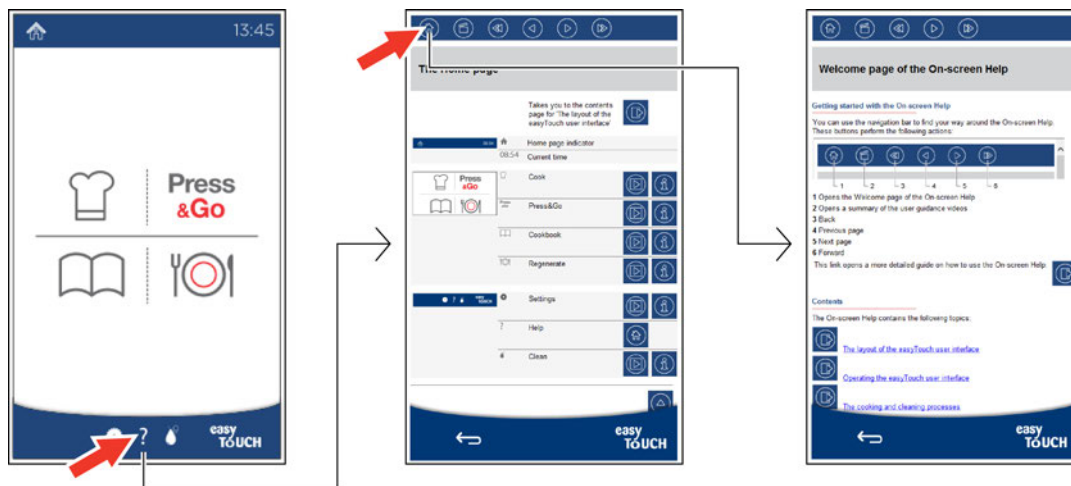 13:45
Press
&Go
?
easy
TOUCH
The Home page
Takes you to the contents
page for 'The layout of the
easyTouch user interface'
Home page indicator
08:54 Current time
Press
&Go
Cook
Press&Go
Cookbook
Regenerate
Settings
? Help
Clean
easy
TOUCH
Welcome page of the On-screen Help
Getting started with the On-screen Help
You can use the navigation bar to find your way around the On-screen Help.
These buttons perform the following actions:
1 2 3 4 5 6
1 Opens the Welcome page of the On-screen Help
2 Opens a summary of the user guidance videos
3 Back
4 Previous page
5 Next page
6 Forward
This link opens a more detailed guide on how to use the On-screen Help.
Contents
The On-screen Help contains the following topics:
The layout of the easyTouch user interface
Operating the easyTouch user interface
The cooking and cleaning processes
easy
TOUCH